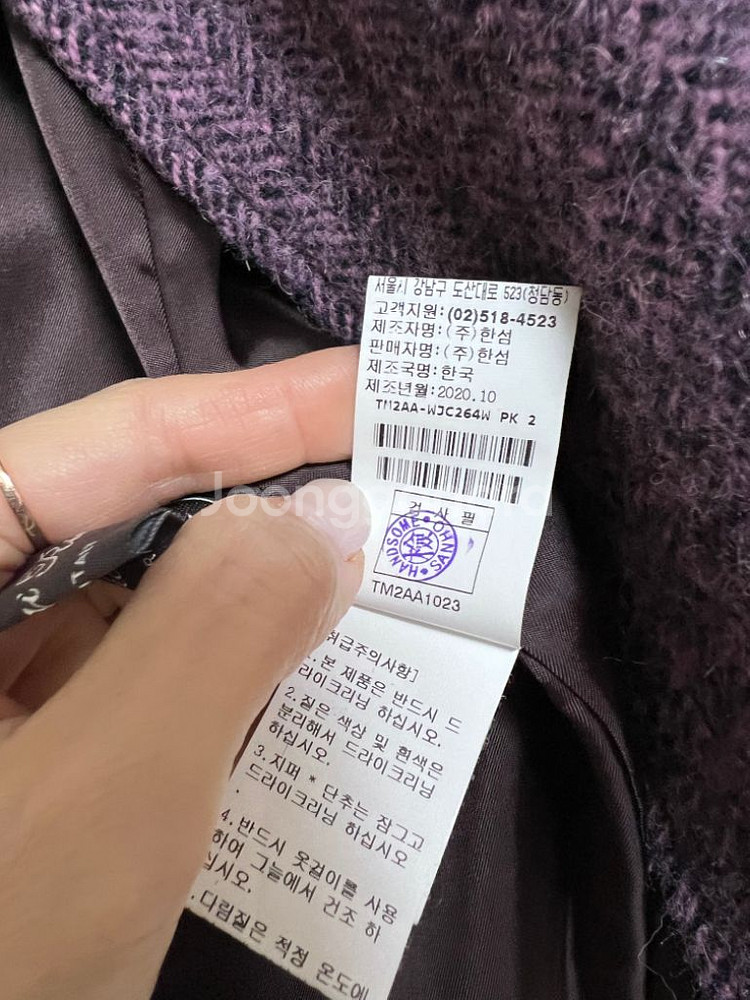 서울시 강남구 도산대로 523(청담동)
고객지원:(02)518-4523
제조자명:(주)한섬
판매자명:(주)한섬
제조국명:한국
제조년월:2020.10
TM2AA-WJC264W PK 2
검 사 필
HANDSOME HANDSOME
TM2AA1023
취급주의사항]
1.본 제품은 반드시 드
라이크리닝 하십시오.
2.짙은 색상 및 흰색은
분리해서 드라이크리닝
하십시오.
3.지퍼 * 단추는 잠그고
드라이크리닝 하십시오
.
4.반드시 옷걸이를 사용
하여 그늘에서 건조 하
십시오.
.다림질은 적정 온도에